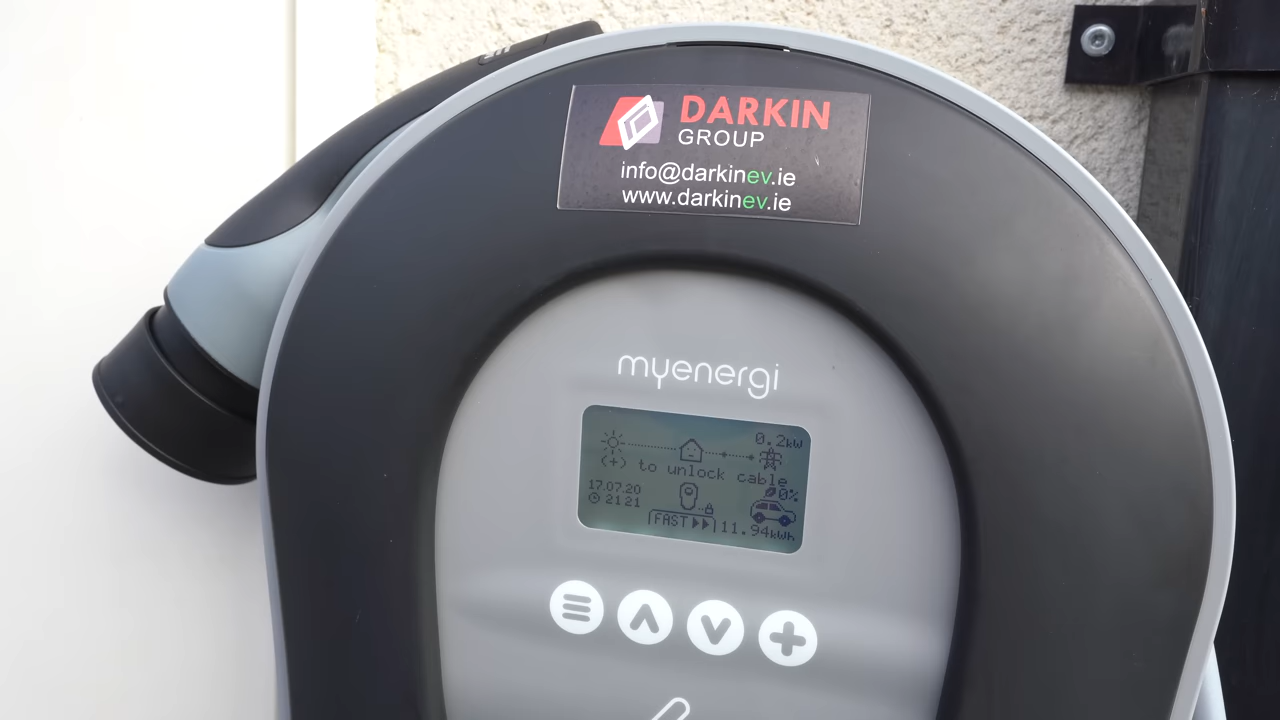 DARKIN
GROUP
info@darkinev.ie
www.darkinev.ie
myenergi
0.2kW
(+) to unlock cable
0%
17.07.20
21:21
FAST
11.94kWh